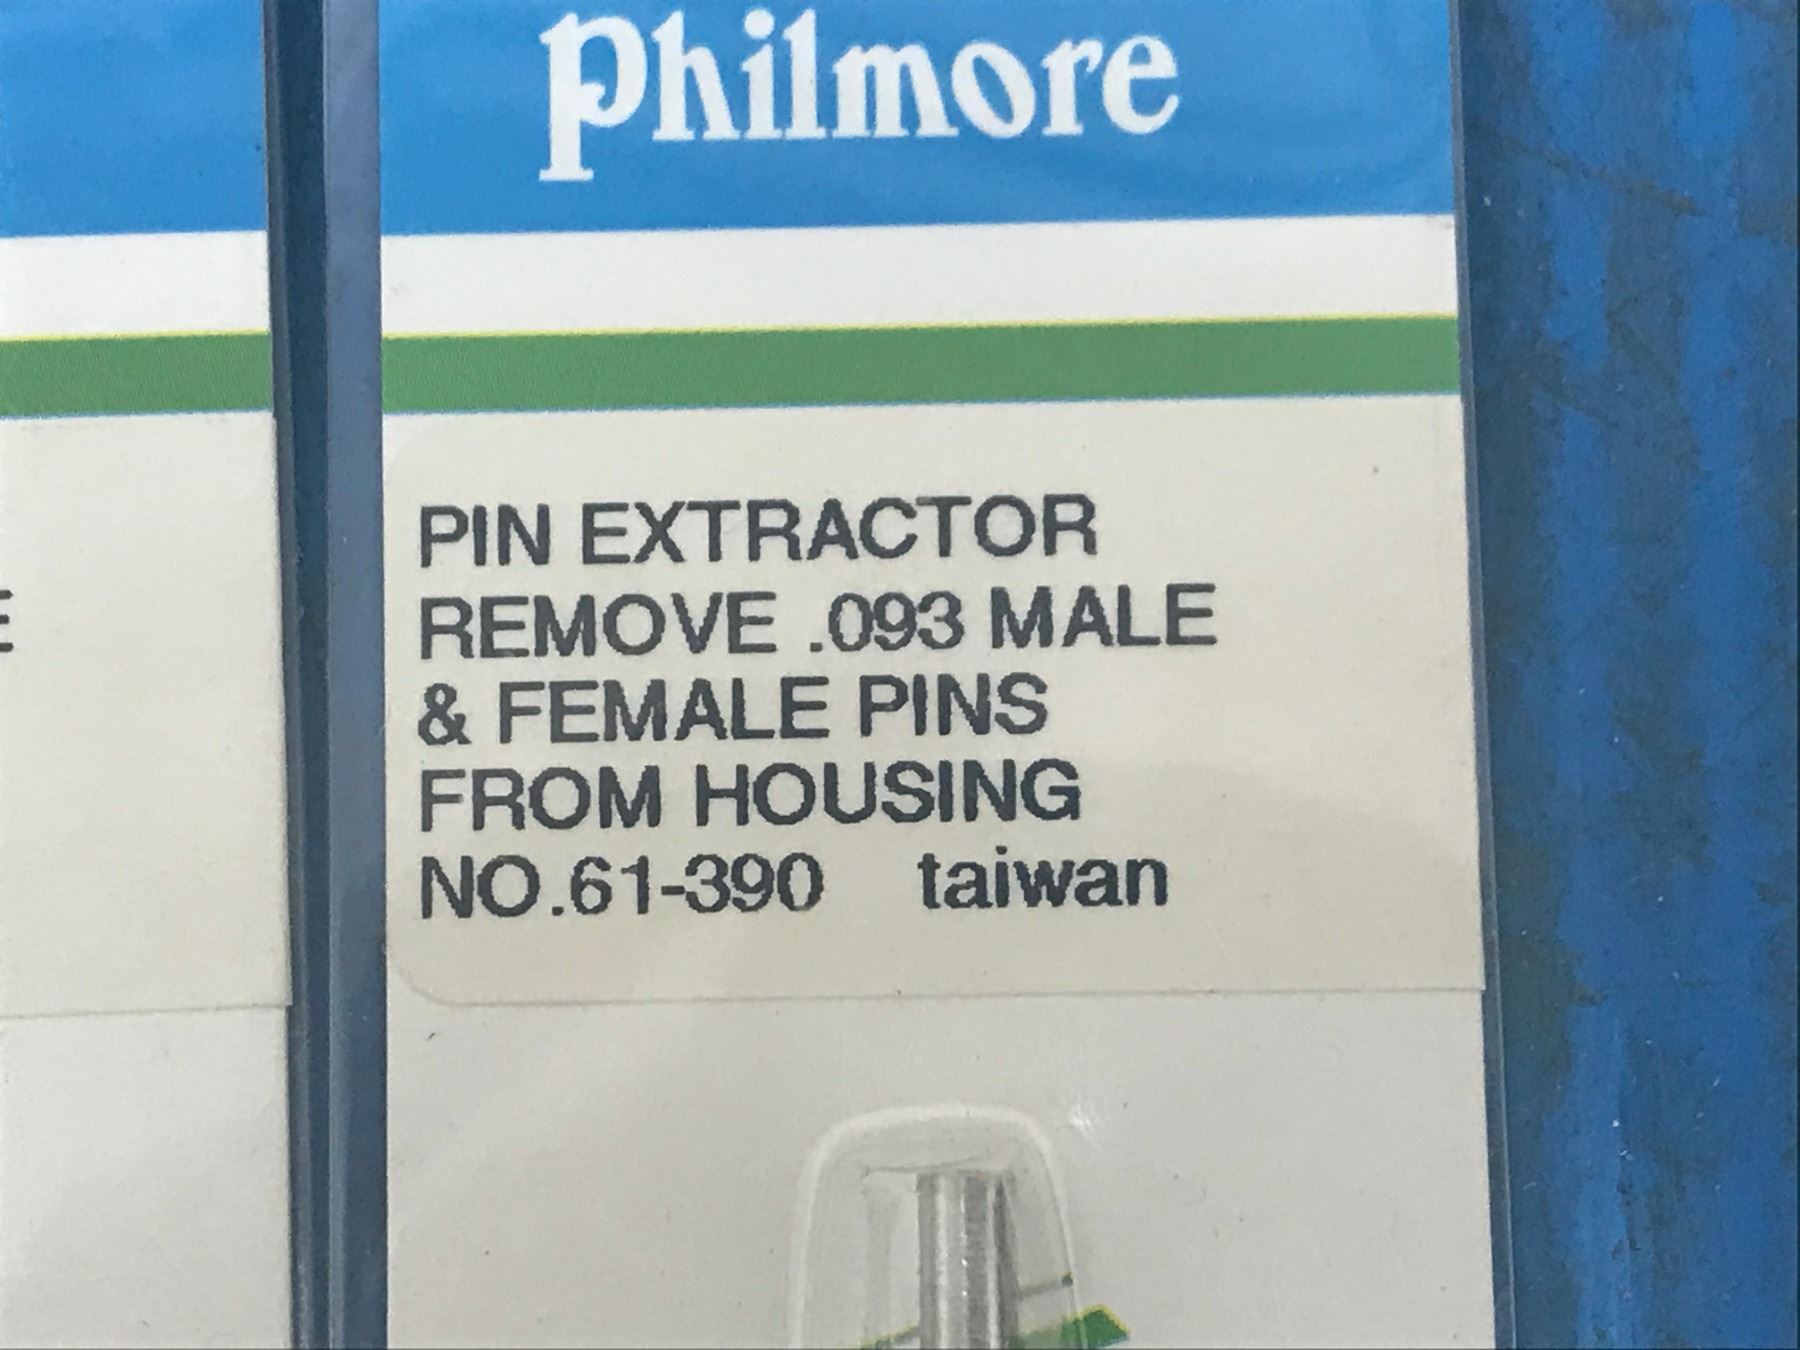 Philmore
PIN EXTRACTOR
REMOVE .093 MALE
& FEMALE PINS
FROM HOUSING
NO.61-390 taiwan
E